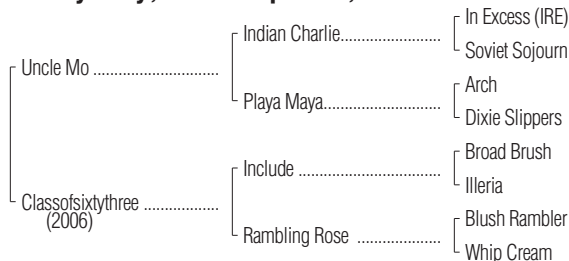 In Excess (IRE)
Indian Charlie....................
Soviet Sojourn
Uncle Mo .........................
Arch
Playa Maya......................
Dixie Slippers
Broad Brush
Include ............................
Illeria
Classofsixtythree ...............
(2006)
Blush Rambler
Rambling Rose .................
Whip Cream